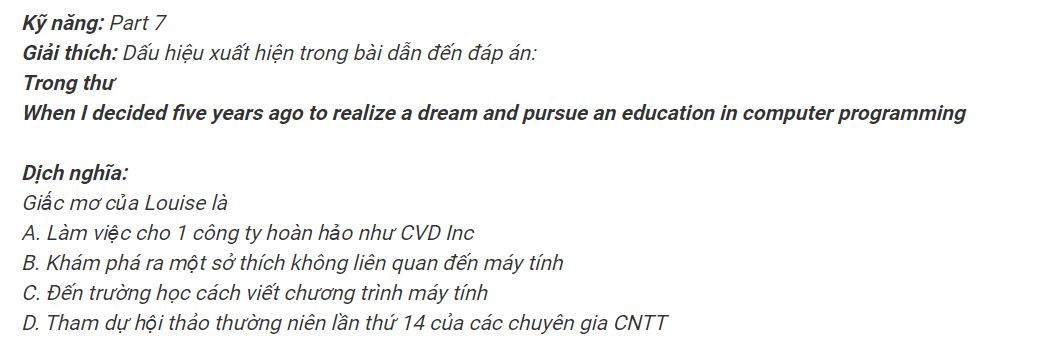 Kỹ năng: Part 7
Giải thích: Dấu hiệu xuất hiện trong bài dẫn đến đáp án:
Trong thư
When I decided five years ago to realize a dream and pursue an education in computer programming
Dịch nghĩa:
Giấc mơ của Louise là
A. Làm việc cho 1 công ty hoàn hảo như CVD Inc
B. Khám phá ra một sở thích không liên quan đến máy tính
C. Đến trường học cách viết chương trình máy tính
D. Tham dự hội thảo thường niên lần thứ 14 của các chuyên gia CNTT